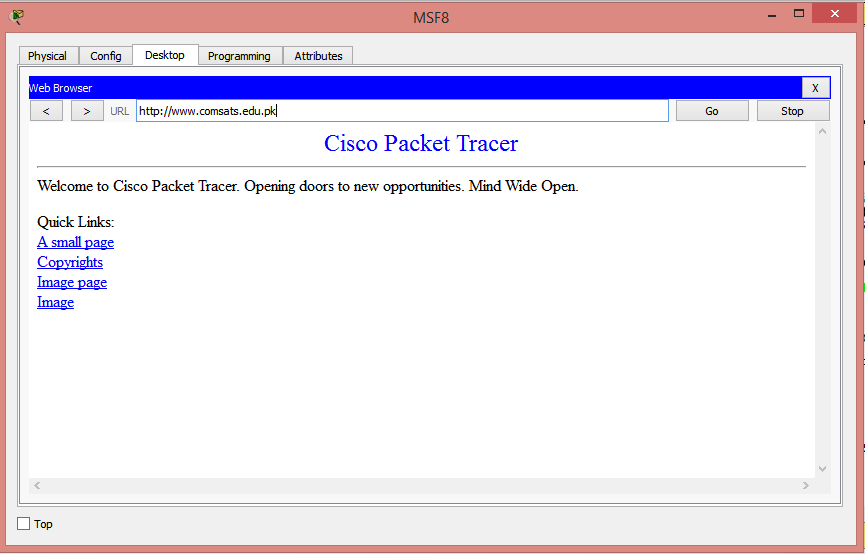 MSF8
Physical Config Desktop Programming Attributes
Web Browser X
< > URL http://www.comsats.edu.pk Go Stop
Cisco Packet Tracer
Welcome to Cisco Packet Tracer. Opening doors to new opportunities. Mind Wide Open.
Quick Links:
A small page
Copyrights
Image page
Image
Top